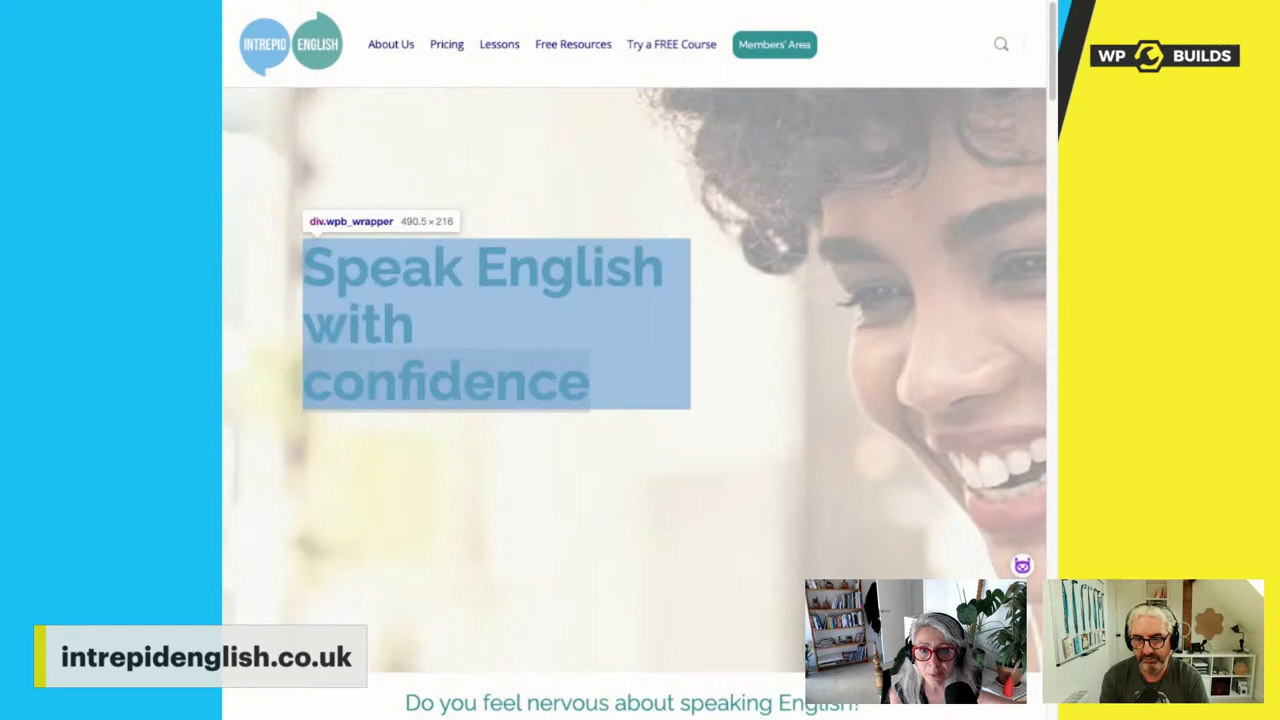 INTREPID ENGLISH
About Us Pricing Lessons Free Resources Try a FREE Course Members' Area
WP BUILDS
div.wpb_wrapper 490.5 × 216
Speak English
with
confidence
intrepidenglish.co.uk
Do you feel nervous about speaking English?